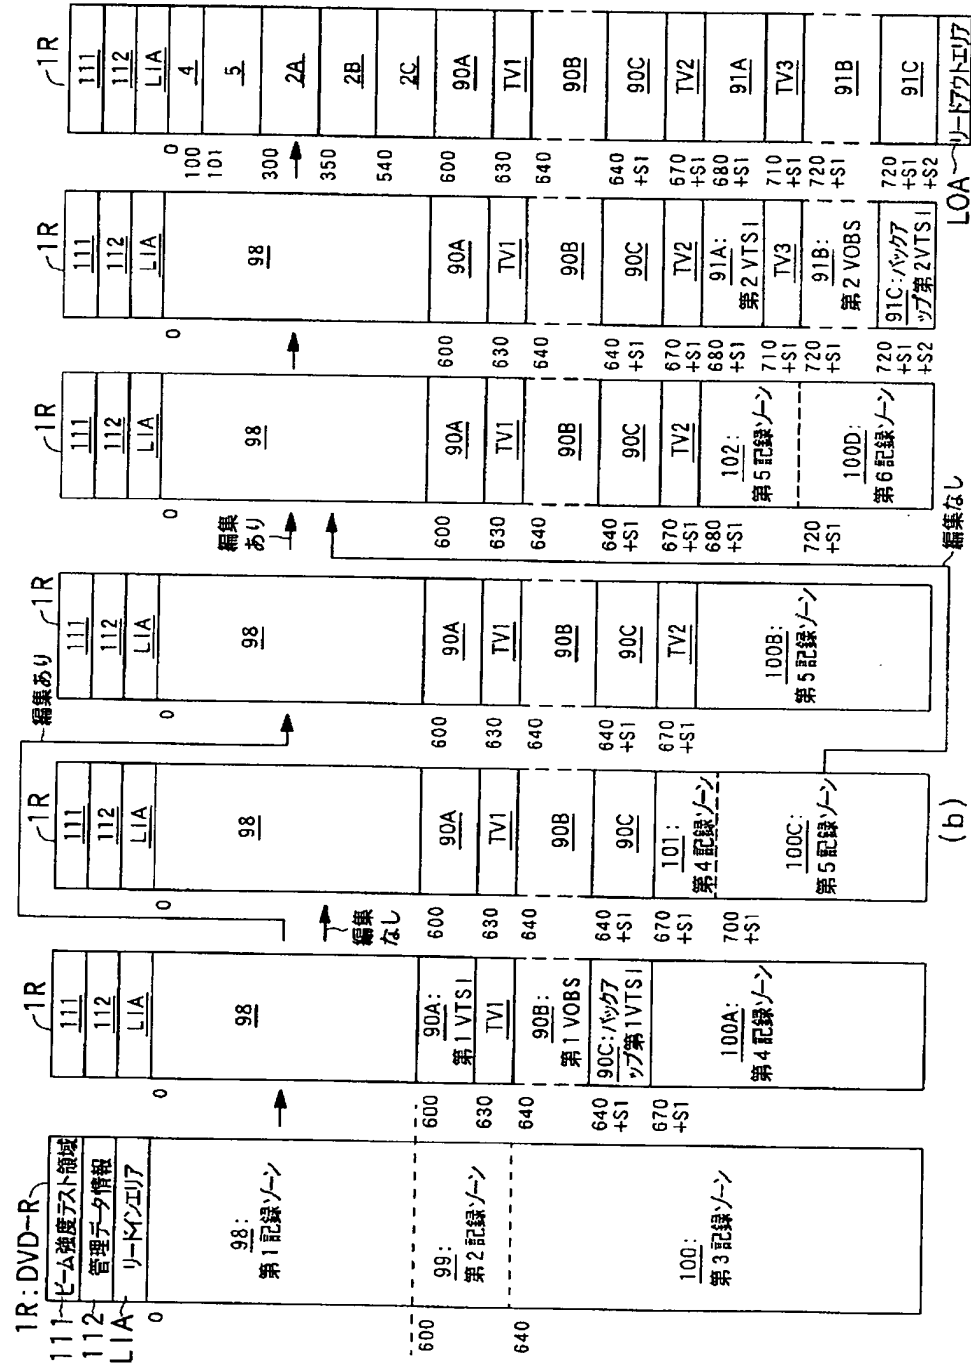 1R:DVD-R
111 ビーム強度テスト領域
112 管理データ情報
LIA リードインエリア
0
98:
第1記録ゾーン
600
99:
第2記録ゾーン
640
100:
第3記録ゾーン
1R
111
112
LIA
0
98
600
90A:
第1VTSI
630
TV1
640
90B:
第1VOBS
640
+S1
90C:バックア
ップ第1VTSI
670
+S1
100A:
第4記録ゾーン
編集なし
編集あり
1R
111
112
LIA
0
98
600
90A
630
TV1
640
90B
640
+S1
90C
670
+S1
101:
第4記録ゾーン
700
+S1
100C:
第5記録ゾーン
編集なし
1R
111
112
LIA
0
98
600
90A
630
TV1
640
90B
640
+S1
90C
670
+S1
TV2
100B:
第5記録ゾーン
編集
あり
1R
111
112
LIA
0
98
600
90A
630
TV1
640
90B
640
+S1
90C
670
+S1
TV2
680
+S1
102:
第5記録ゾーン
720
+S1
100D:
第6記録ゾーン
1R
111
112
LIA
0
98
600
90A
630
TV1
640
90B
640
+S1
90C
670
+S1
TV2
680
+S1
91A:
第2VTSI
710
+S1
TV3
720
+S1
91B:
第2VOBS
720
+S1
+S2
91C:バックア
ップ第2VTSI
1R
111
112
LIA
0
4
100
101
5
300
2A
350
2B
540
2C
600
90A
630
TV1
640
90B
640
+S1
90C
670
+S1
TV2
680
+S1
91A
710
+S1
TV3
720
+S1
91B
720
+S1
+S2
91C
LOA リードアウトエリア
(b)